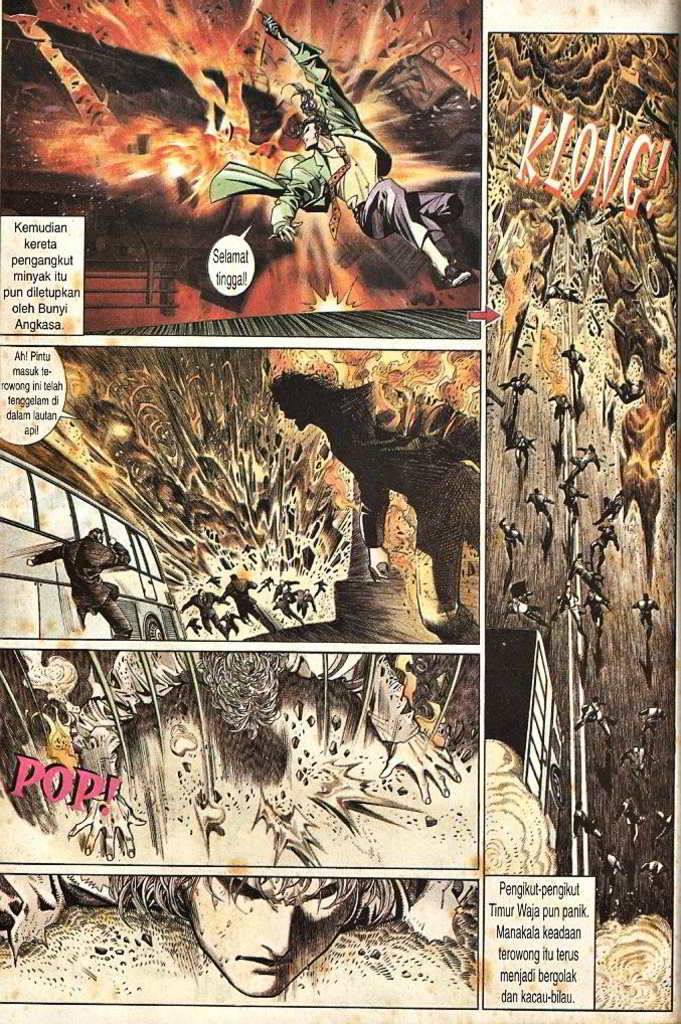 Kemudian
kereta
pengangkut
minyak itu
pun diletupkan
oleh Bunyi
Angkasa.
Selamat
tinggal!
KLONG!
Ah! Pintu
masuk te-
rowong ini telah
tenggelam di
dalam lautan
api!
POP!
Pengikut-pengikut
Timur Waja pun panik.
Manakala keadaan
terowong itu terus
menjadi bergolak
dan kacau-bilau.